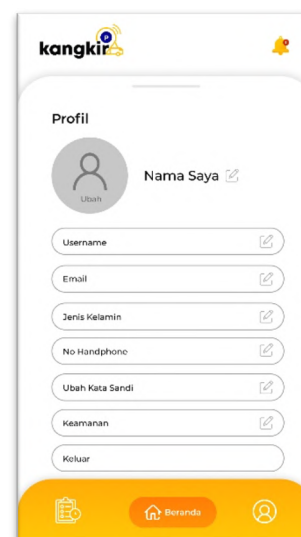 kangkir
P
Profil
Ubah
Nama Saya
Username
Email
Jenis Kelamin
No Handphone
Ubah Kata Sandi
Keamanan
Keluar
Beranda